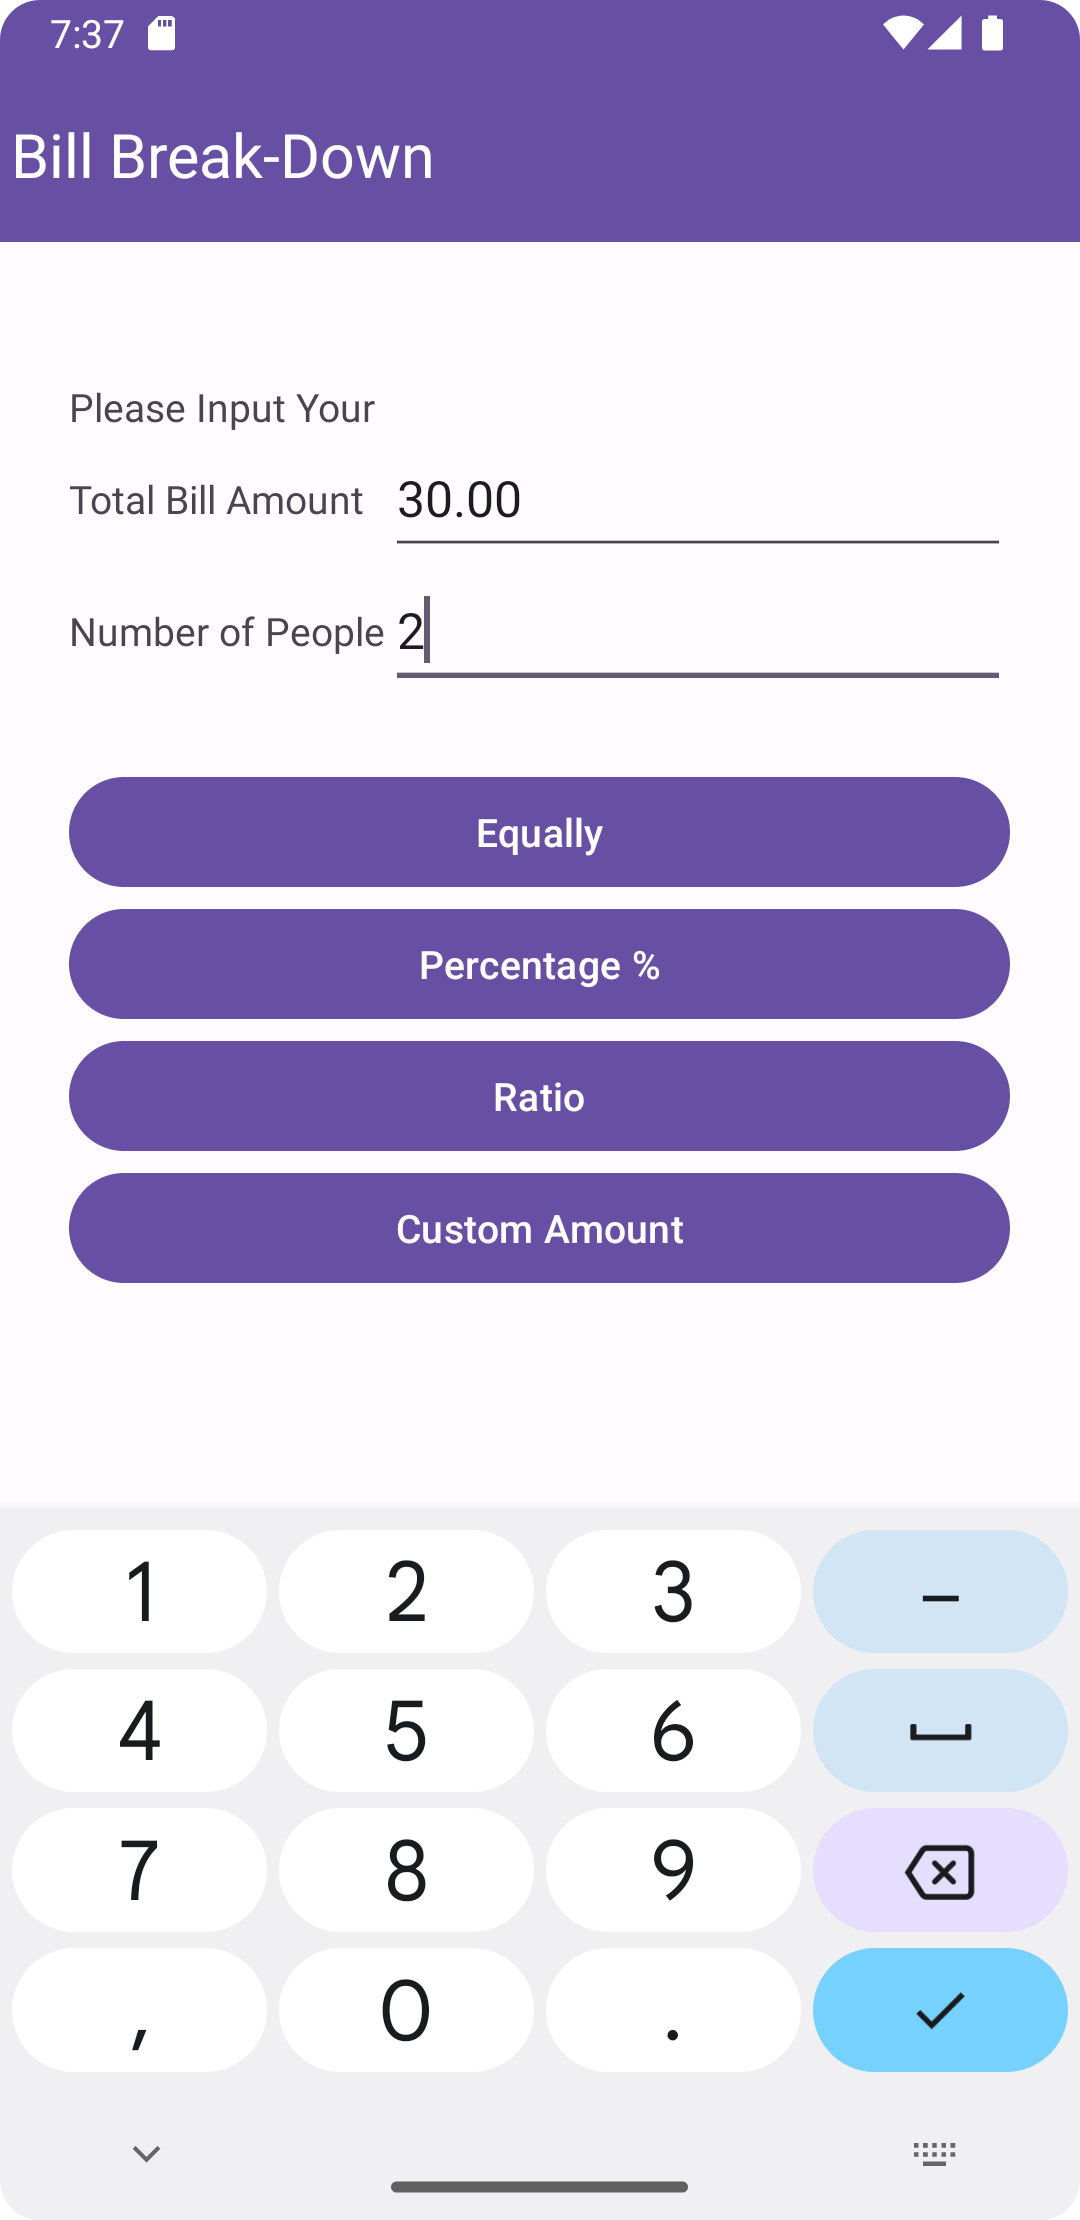 7:37
Bill Break-Down
Please Input Your
Total Bill Amount 30.00
Number of People 2
Equally
Percentage %
Ratio
Custom Amount
1 2 3 –
4 5 6
7 8 9
, 0 .